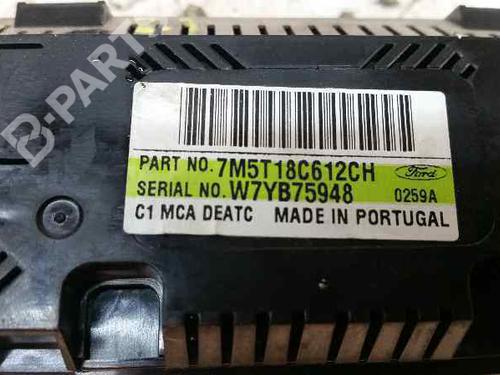 B-PARTS
PART NO. 7M5T18C612CH
Ford
SERIAL NO. W7YB75948
0259A
C1 MCA DEATC MADE IN PORTUGAL